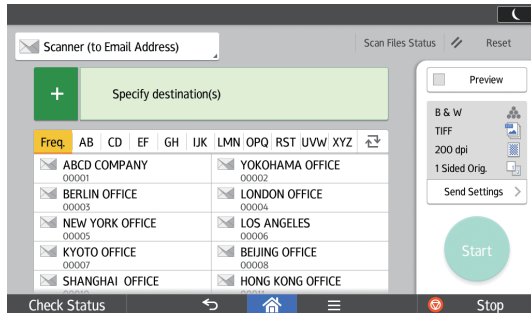 Scanner (to Email Address)
Scan Files Status
Reset
+
Specify destination(s)
Preview
B & W
TIFF
200 dpi
1 Sided Orig.
Send Settings >
Start
Freq. AB CD EF GH IJK LMN OPQ RST UVW XYZ
ABCD COMPANY
00001
YOKOHAMA OFFICE
00002
BERLIN OFFICE
00003
LONDON OFFICE
00004
NEW YORK OFFICE
00005
LOS ANGELES
00006
KYOTO OFFICE
00007
BEIJING OFFICE
00008
SHANGHAI OFFICE
HONG KONG OFFICE
Check Status
Stop